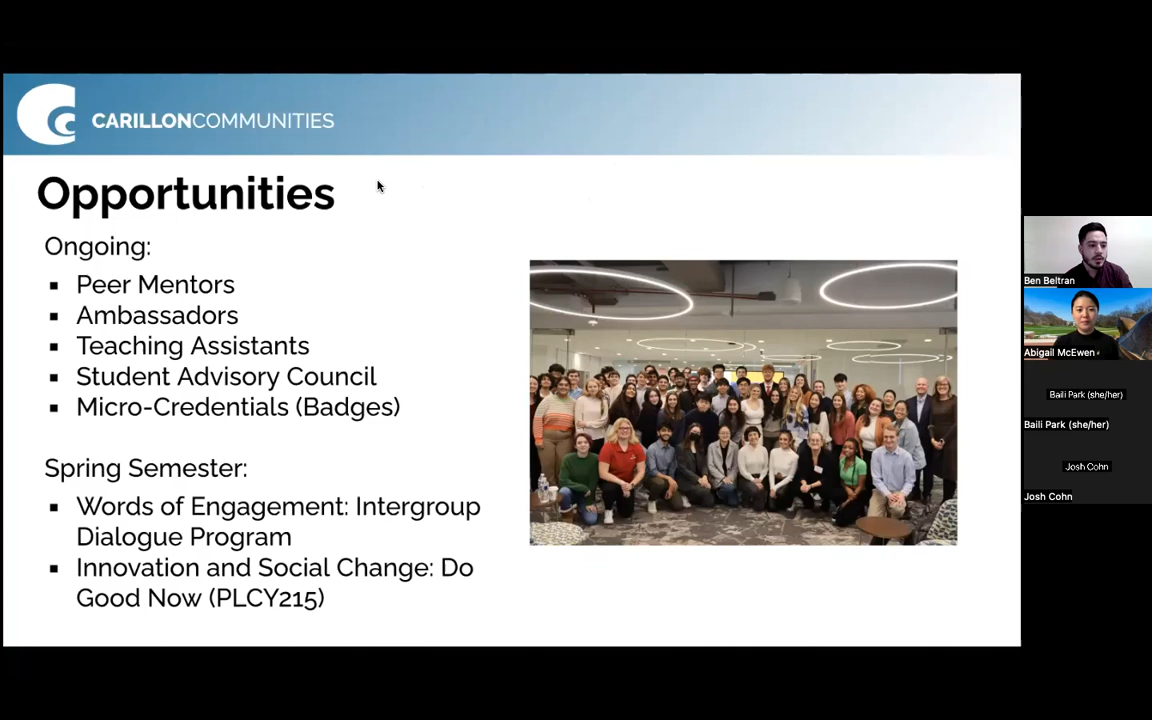 CARILLONCOMMUNITIES
Opportunities
Ongoing:
▪ Peer Mentors
▪ Ambassadors
▪ Teaching Assistants
▪ Student Advisory Council
▪ Micro-Credentials (Badges)
Spring Semester:
▪ Words of Engagement: Intergroup
Dialogue Program
▪ Innovation and Social Change: Do
Good Now (PLCY215)
Ben Beltran
Abigail McEwen
Baili Park (she/her)
Baili Park (she/her)
Josh Cohn
Josh Cohn